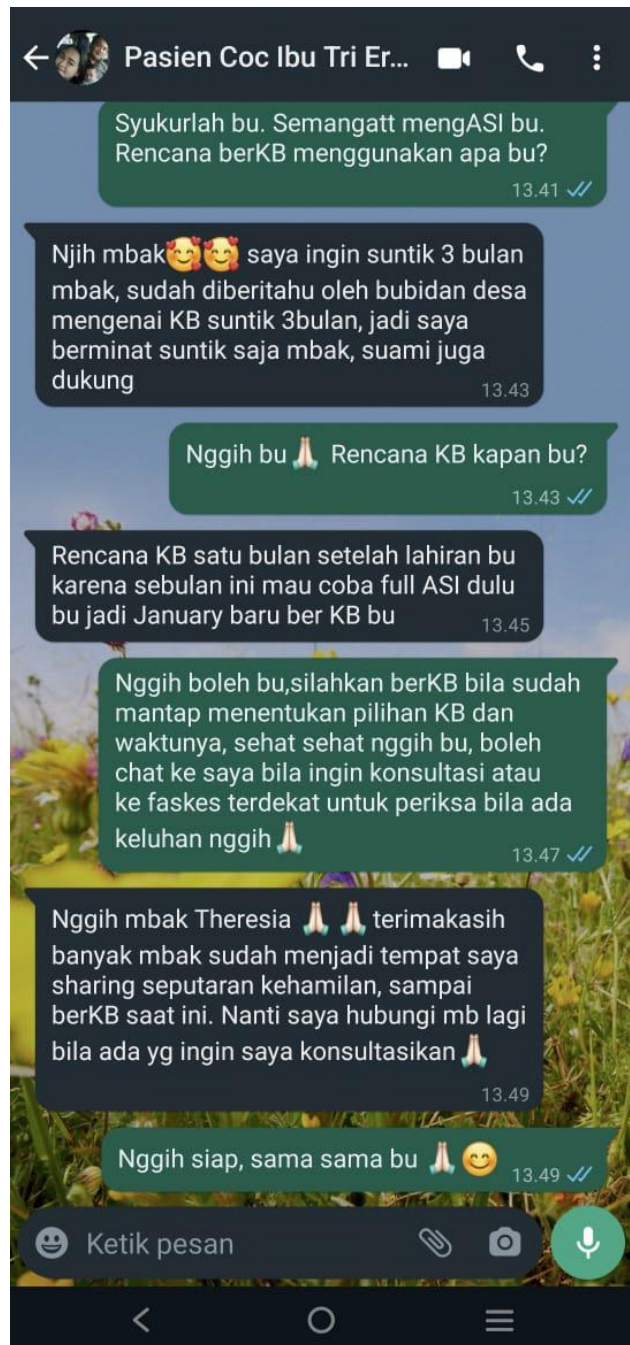 Pasien Coc Ibu Tri Er...
Syukurlah bu. Semangatt mengASI bu.
Rencana berKB menggunakan apa bu?
13.41
Njih mbak🥰🥰 saya ingin suntik 3 bulan
mbak, sudah diberitahu oleh bubidan desa
mengenai KB suntik 3bulan, jadi saya
berminat suntik saja mbak, suami juga
dukung
13.43
Nggih bu🙏🏻 Rencana KB kapan bu?
13.43
Rencana KB satu bulan setelah lahiran bu
karena sebulan ini mau coba full ASI dulu
bu jadi January baru ber KB bu
13.45
Nggih boleh bu,silahkan berKB bila sudah
mantap menentukan pilihan KB dan
waktunya, sehat sehat nggih bu, boleh
chat ke saya bila ingin konsultasi atau
ke faskes terdekat untuk periksa bila ada
keluhan nggih🙏🏻
13.47
Nggih mbak Theresia 🙏🏻 🙏🏻 terimakasih
banyak mbak sudah menjadi tempat saya
sharing seputaran kehamilan, sampai
berKB saat ini. Nanti saya hubungi mb lagi
bila ada yg ingin saya konsultasikan🙏🏻
13.49
Nggih siap, sama sama bu 🙏🏻😊
13.49
Ketik pesan